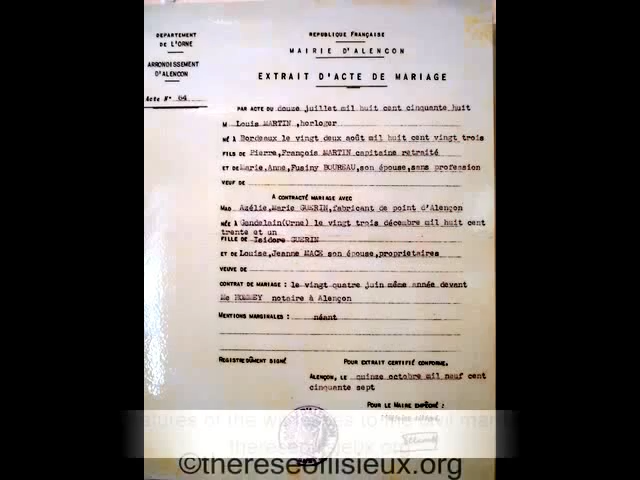 DEPARTEMENT
DE L'ORNE
ARRONDISSEMENT
D'ALENCON
Acte N° 64
REPUBLIQUE FRANÇAISE
MAIRIE D'ALENCON
EXTRAIT D'ACTE DE MARIAGE
PAR ACTE DU douze juillet mil huit cent cinquante huit
M Louis MARTIN ,horloger
NÉ À Bordeaux le vingt deux août mil huit cent vingt trois
FILS DE Pierre,François MARTIN capitaine retraité
ET DE Marie,Anne,Fusiny BOUREAU,son épouse,sans profession
VEUF DE
A CONTRACTÉ MARIAGE AVEC
MAD Azélie,Marie GUERIN,fabricant de point d'Alençon
NÉE À Gandelain(Orne) le vingt trois décembre mil huit cent
trente et un
FILLE DE Isidore GUERIN
ET DE Louise,Jeanne MACE son épouse,propriétaires
VEUVE DE
CONTRAT DE MARIAGE : le vingt quatre juin même année devant
Me HOMMEY notaire à Alençon
MENTIONS MARGINALES : néant
REGISTRE DÛMENT SIGNÉ
POUR EXTRAIT CERTIFIÉ CONFORME,
ALENÇON, LE quinze octobre mil neuf cent
cinquante sept
POUR LE MAIRE EMPÊCHÉ :
thereseoflisieux.org
©thereseoflisieux.org